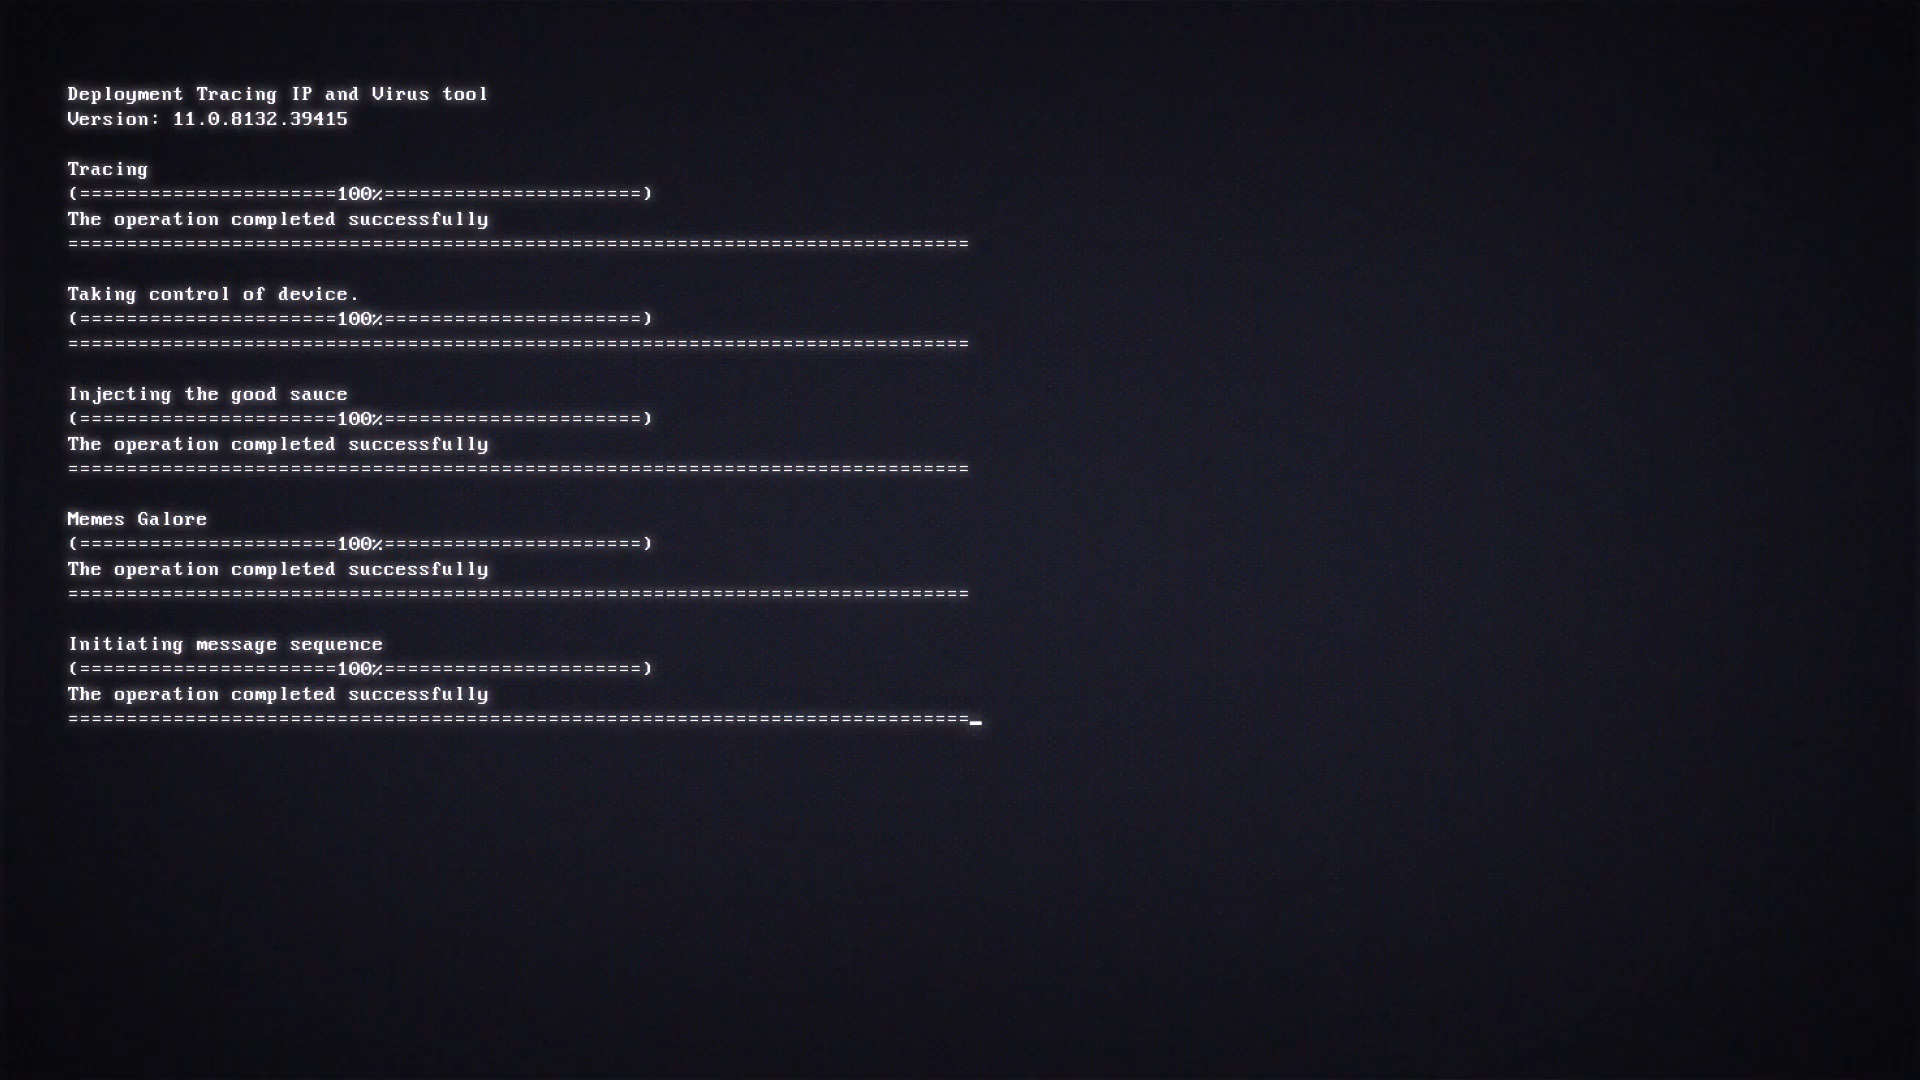 Deployment Tracing IP and Virus tool
Version: 11.0.8132.39415
Tracing
(======================100%======================)
The operation completed successfully
=============================================================================
Taking control of device.
(======================100%======================)
=============================================================================
Injecting the good sauce
(======================100%======================)
The operation completed successfully
=============================================================================
Memes Galore
(======================100%======================)
The operation completed successfully
=============================================================================
Initiating message sequence
(======================100%======================)
The operation completed successfully
=============================================================================_